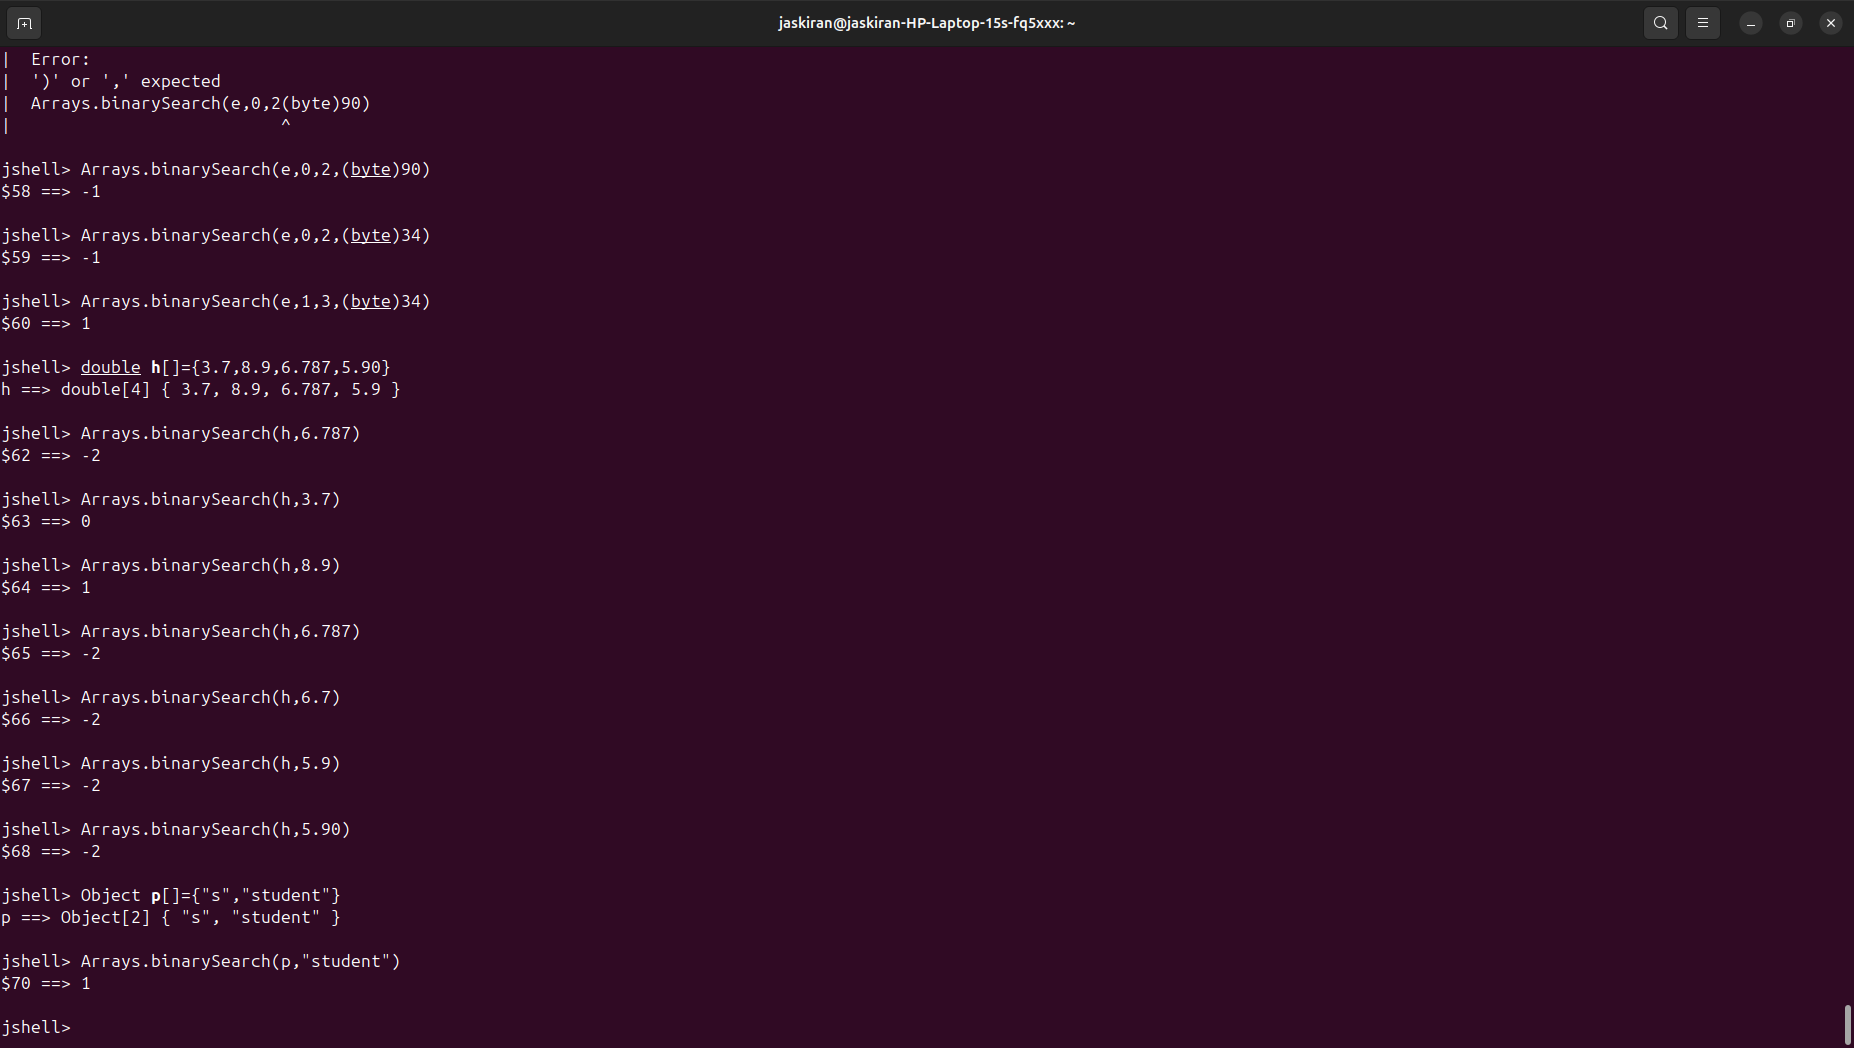 jaskiran@jaskiran-HP-Laptop-15s-fq5xxx: ~
|  Error:
|  ')' or ',' expected
|  Arrays.binarySearch(e,0,2(byte)90)
|                           ^
jshell> Arrays.binarySearch(e,0,2,(byte)90)
$58 ==> -1
jshell> Arrays.binarySearch(e,0,2,(byte)34)
$59 ==> -1
jshell> Arrays.binarySearch(e,1,3,(byte)34)
$60 ==> 1
jshell> double h[]={3.7,8.9,6.787,5.90}
h ==> double[4] { 3.7, 8.9, 6.787, 5.9 }
jshell> Arrays.binarySearch(h,6.787)
$62 ==> -2
jshell> Arrays.binarySearch(h,3.7)
$63 ==> 0
jshell> Arrays.binarySearch(h,8.9)
$64 ==> 1
jshell> Arrays.binarySearch(h,6.787)
$65 ==> -2
jshell> Arrays.binarySearch(h,6.7)
$66 ==> -2
jshell> Arrays.binarySearch(h,5.9)
$67 ==> -2
jshell> Arrays.binarySearch(h,5.90)
$68 ==> -2
jshell> Object p[]={"s","student"}
p ==> Object[2] { "s", "student" }
jshell> Arrays.binarySearch(p,"student")
$70 ==> 1
jshell>